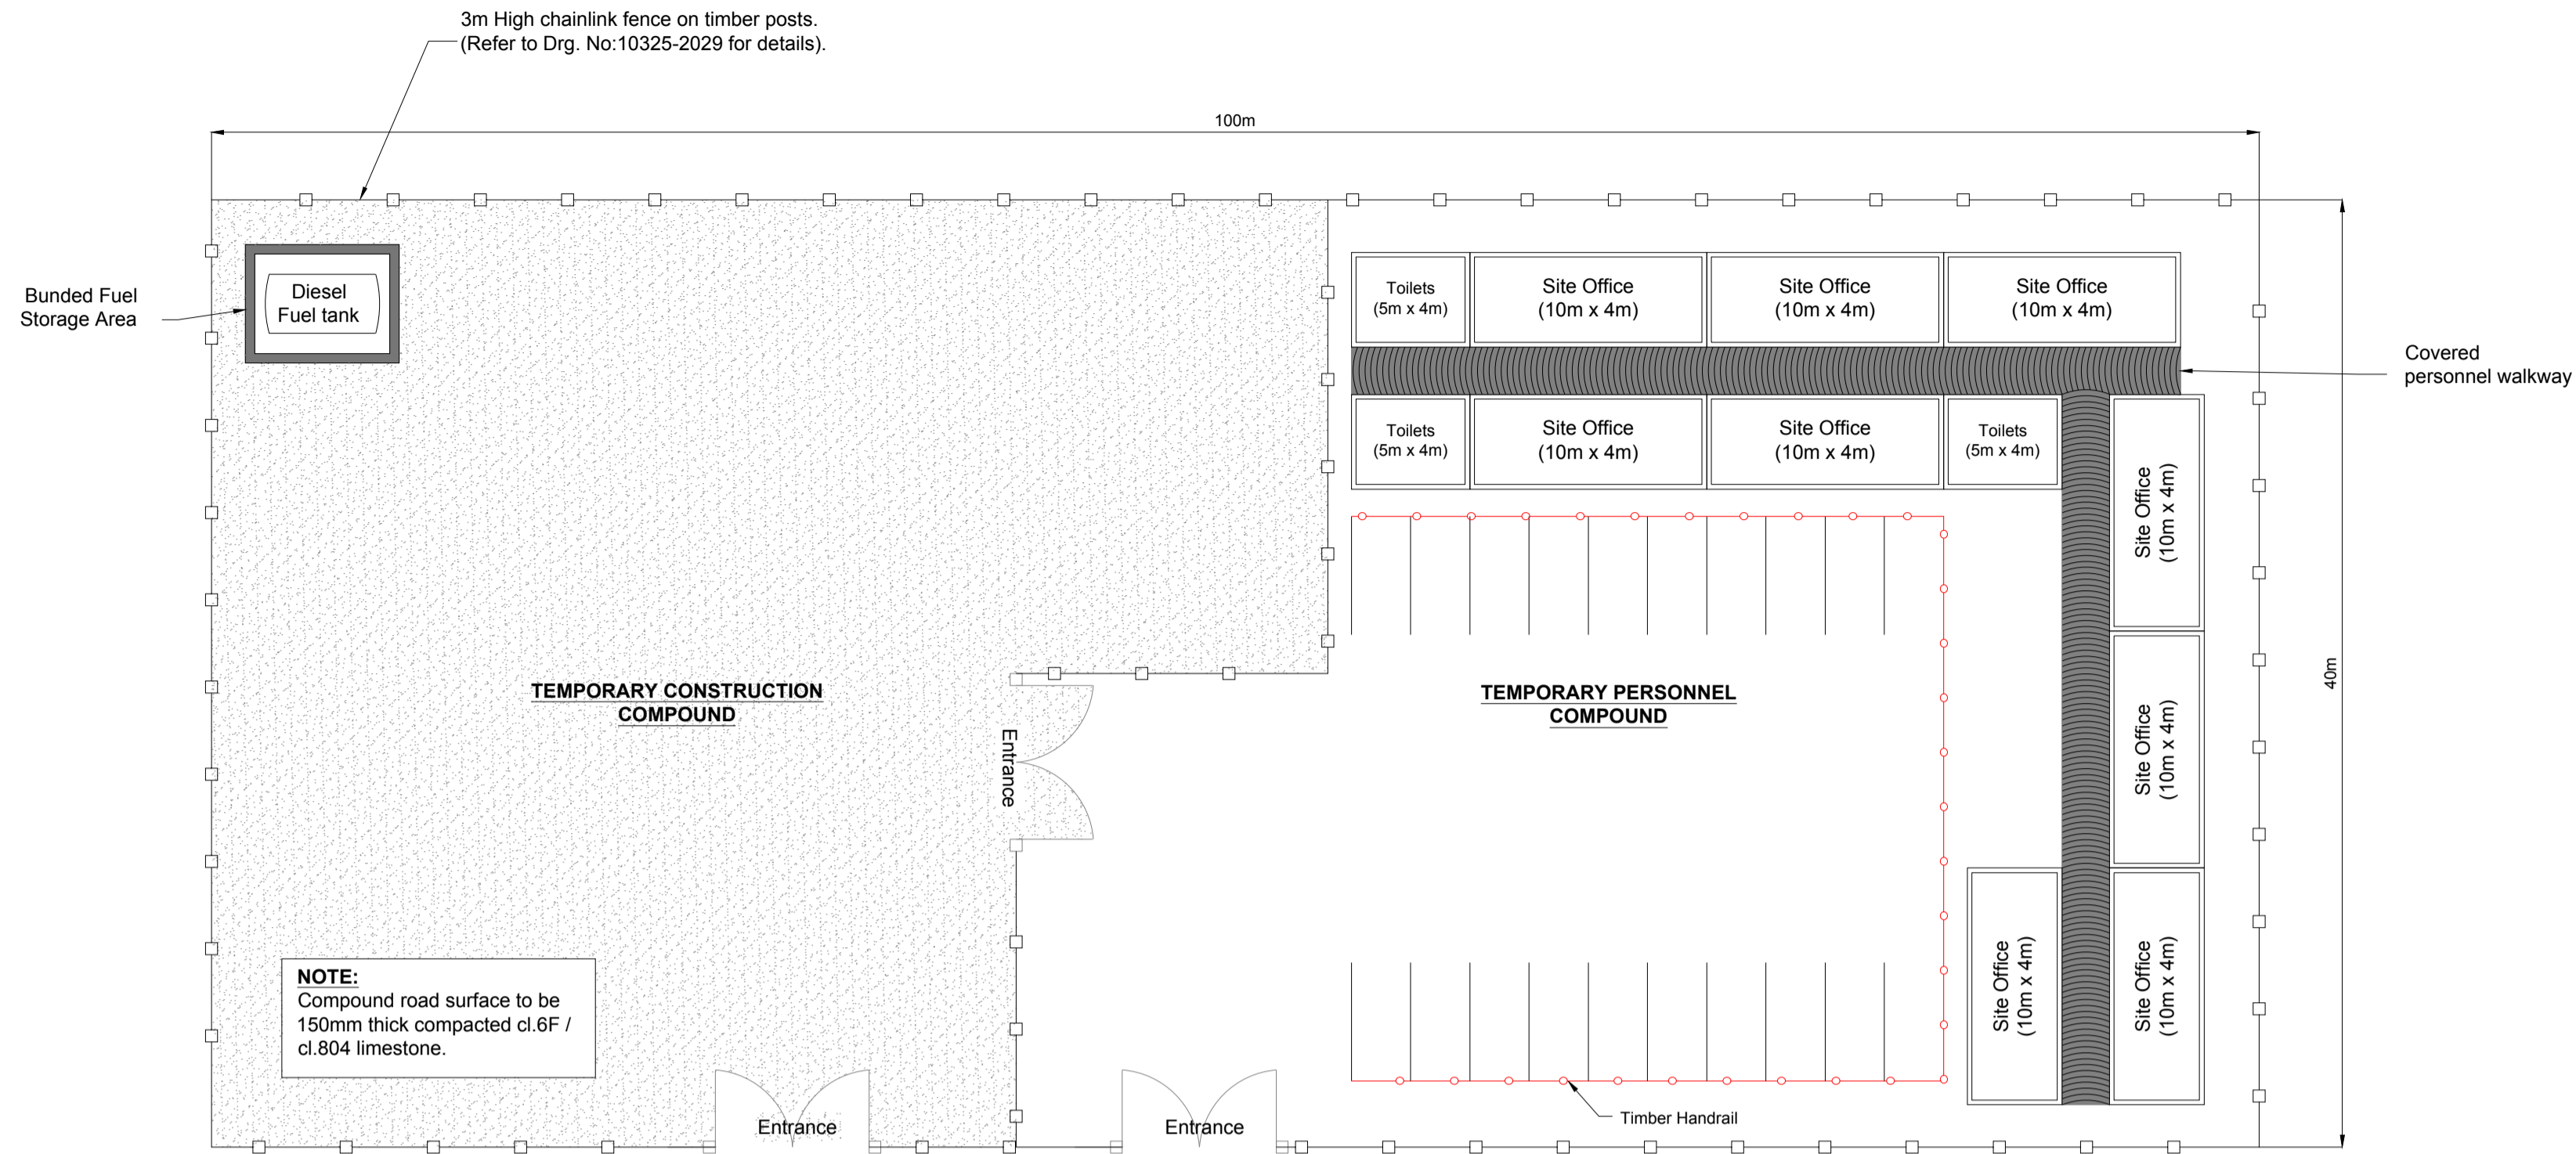 3m High chainlink fence on timber posts.
(Refer to Drg. No:10325-2029 for details).
100m
Bunded Fuel
Storage Area
Diesel
Fuel tank
Toilets
(5m x 4m)
Site Office
(10m x 4m)
Site Office
(10m x 4m)
Site Office
(10m x 4m)
Covered
personnel walkway
Toilets
(5m x 4m)
Site Office
(10m x 4m)
Site Office
(10m x 4m)
Toilets
(5m x 4m)
Site Office
(10m x 4m)
TEMPORARY CONSTRUCTION
COMPOUND
Entrance
TEMPORARY PERSONNEL
COMPOUND
Site Office
(10m x 4m)
40m
NOTE:
Compound road surface to be
150mm thick compacted cl.6F /
cl.804 limestone.
Site Office
(10m x 4m)
Site Office
(10m x 4m)
Entrance
Entrance
Timber Handrail